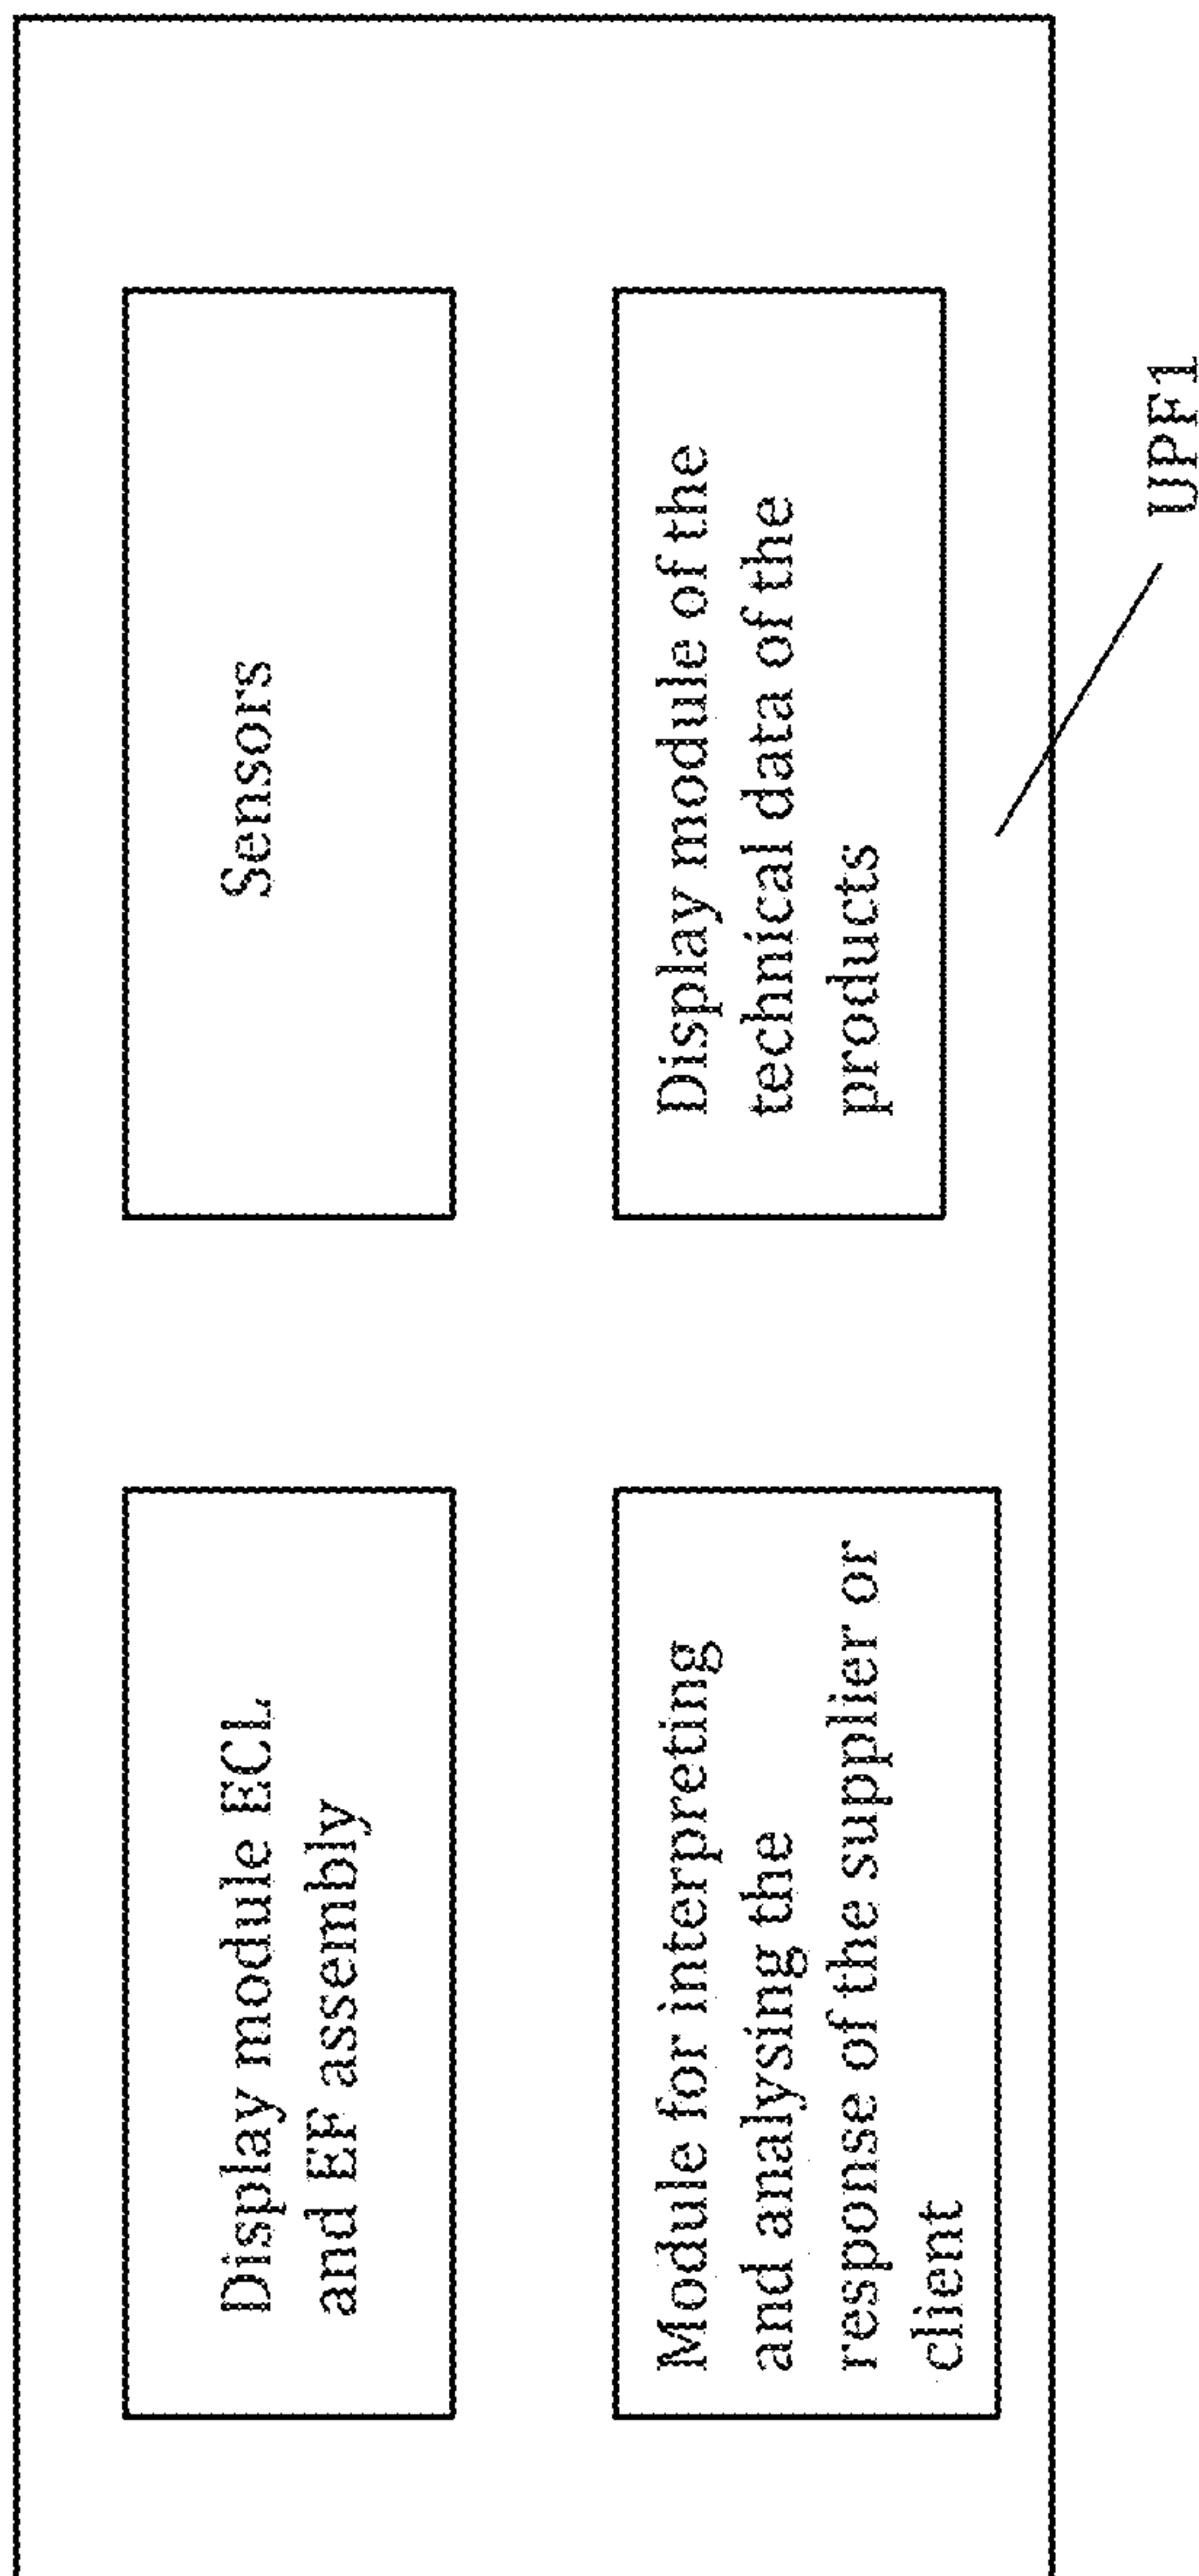 Display module ECL
and EF assembly
Sensors
Module for interpreting
and analysing the
response of the supplier or
client
Display module of the
technical data of the
products
UPF1